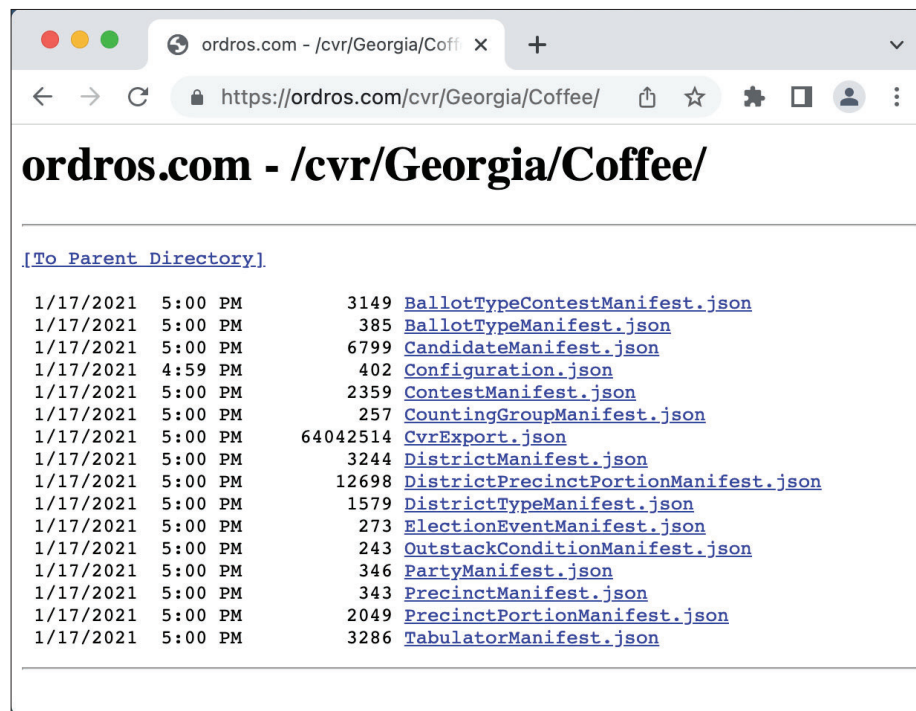 ordros.com - /cvr/Georgia/Coff
https://ordros.com/cvr/Georgia/Coffee/
ordros.com - /cvr/Georgia/Coffee/
[To Parent Directory]
1/17/2021 5:00 PM 3149 BallotTypeContestManifest.json
1/17/2021 5:00 PM 385 BallotTypeManifest.json
1/17/2021 5:00 PM 6799 CandidateManifest.json
1/17/2021 4:59 PM 402 Configuration.json
1/17/2021 5:00 PM 2359 ContestManifest.json
1/17/2021 5:00 PM 257 CountingGroupManifest.json
1/17/2021 5:00 PM 64042514 CvrExport.json
1/17/2021 5:00 PM 3244 DistrictManifest.json
1/17/2021 5:00 PM 12698 DistrictPrecinctPortionManifest.json
1/17/2021 5:00 PM 1579 DistrictTypeManifest.json
1/17/2021 5:00 PM 273 ElectionEventManifest.json
1/17/2021 5:00 PM 243 OutstackConditionManifest.json
1/17/2021 5:00 PM 346 PartyManifest.json
1/17/2021 5:00 PM 343 PrecinctManifest.json
1/17/2021 5:00 PM 2049 PrecinctPortionManifest.json
1/17/2021 5:00 PM 3286 TabulatorManifest.json